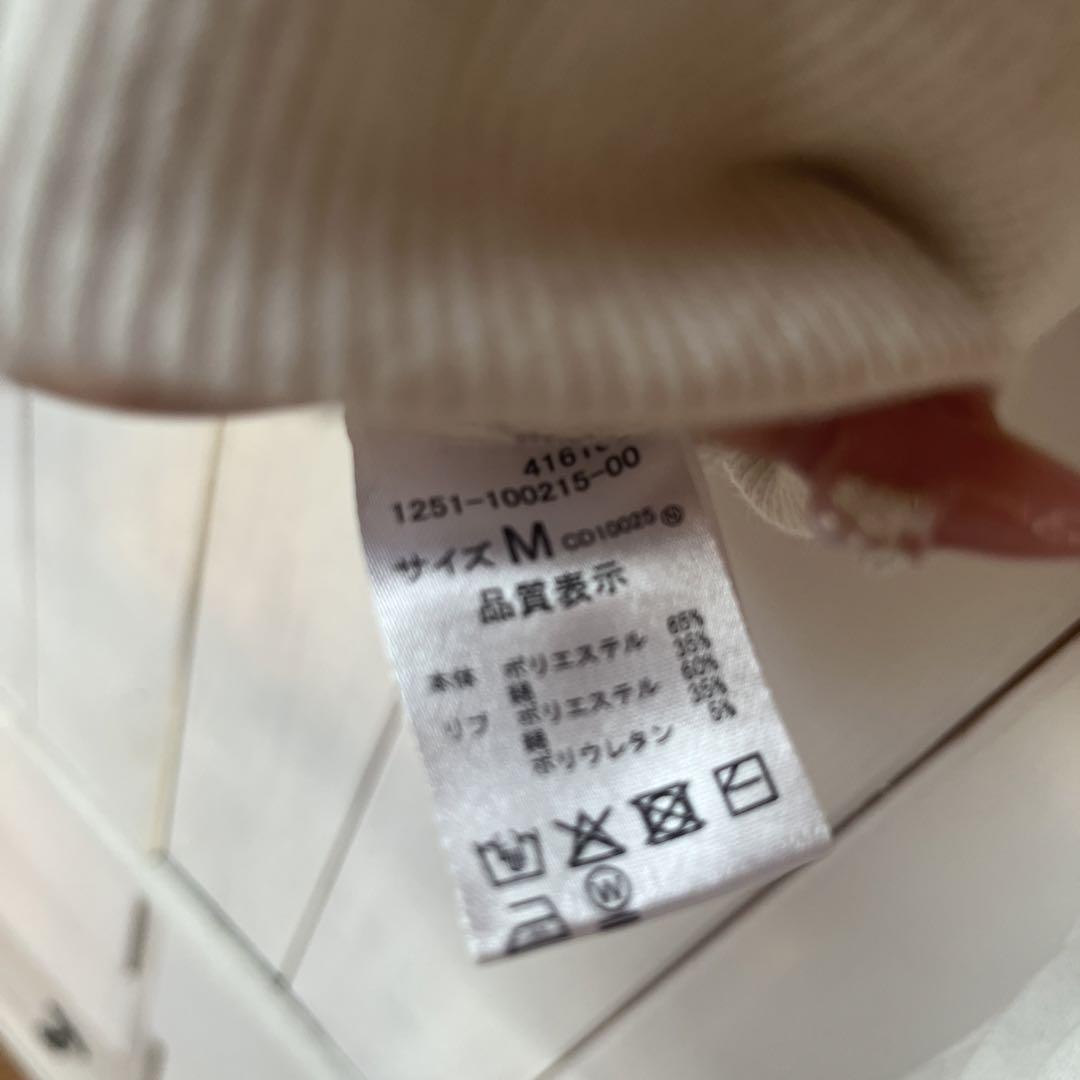 1251-100215-00
サイズ M CD10025 Ⓝ
品質表示
本体 ポリエステル 65%
綿 35%
リブ ポリエステル 60%
綿 35%
ポリウレタン 5%
W